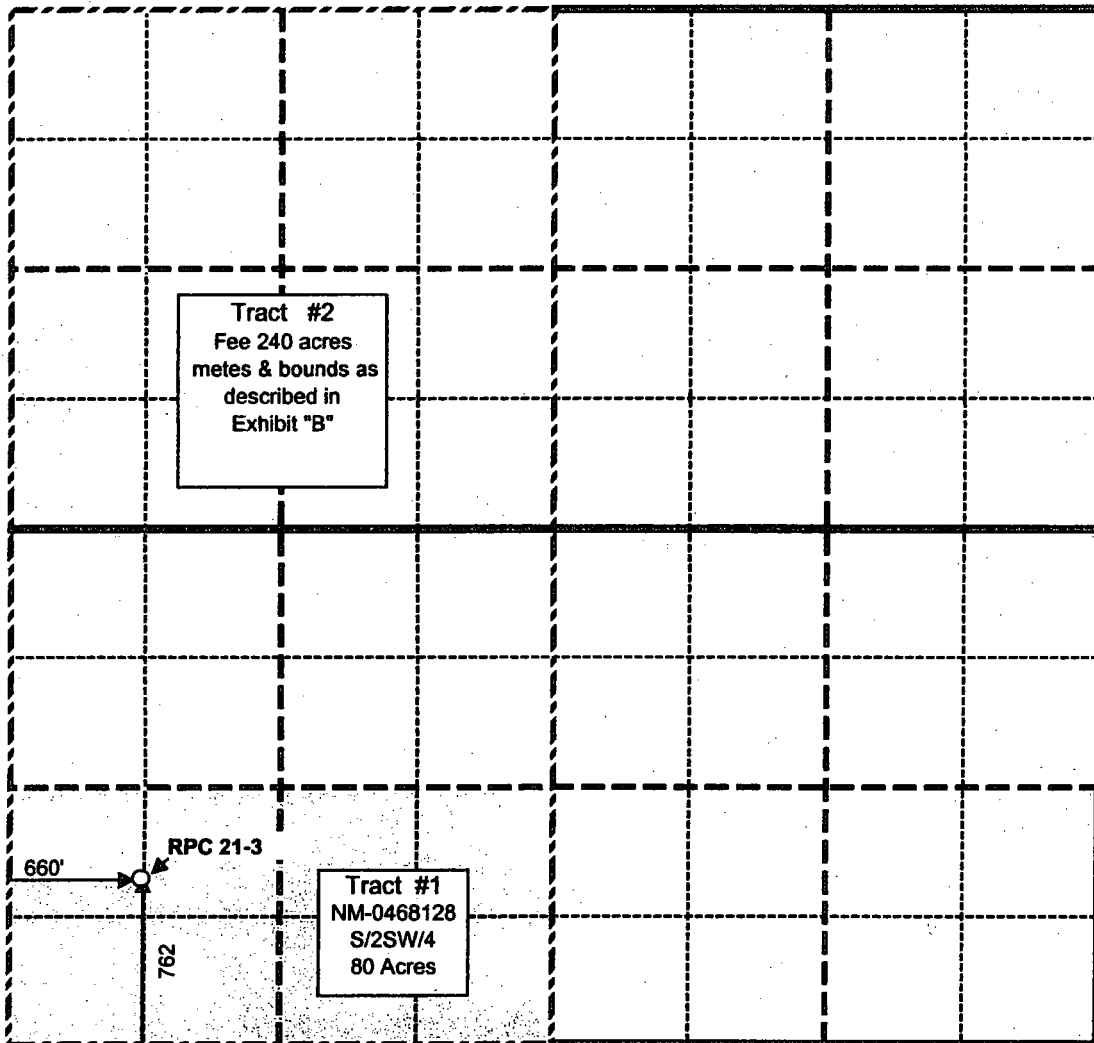 Tract #2
Fee 240 acres
metes & bounds as
described in
Exhibit "B"
RPC 21-3
660'
762
Tract #1
NM-0468128
S/2SW/4
80 Acres